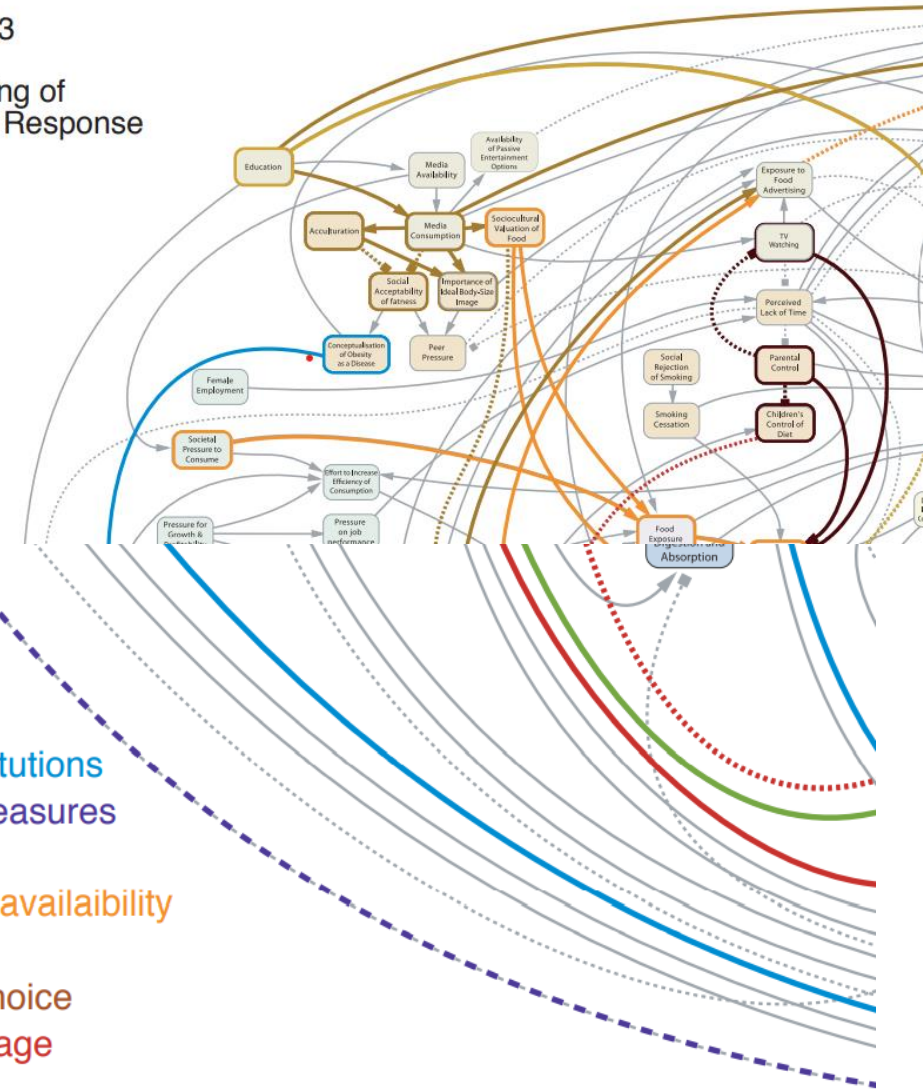 3
ng of
Response
Education
Media
Availability
Availability
of Passive
Entertainment
Options
Exposure to
Food
Advertising
Acculturation
Media
Consumption
Sociocultural
Valuation of
Food
TV
Watching
Social
Acceptability
of fatness
Importance of
Ideal Body-Size
Image
Perceived
Lack of Time
Conceptualisation
of Obesity
as a Disease
Peer
Pressure
Female
Employment
Social
Rejection
of Smoking
Parental
Control
Smoking
Cessation
Children's
Control of
Diet
Societal
Pressure to
Consume
Effort to Increase
Efficiency of
Consumption
Pressure for
Growth &
Pressure
on job
performance
Food
Exposure
Digestion and
Absorption
tutions
easures
availaibility
noice
age